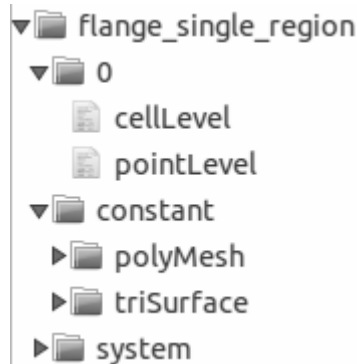 flange_single_region
0
cellLevel
pointLevel
constant
polyMesh
triSurface
system